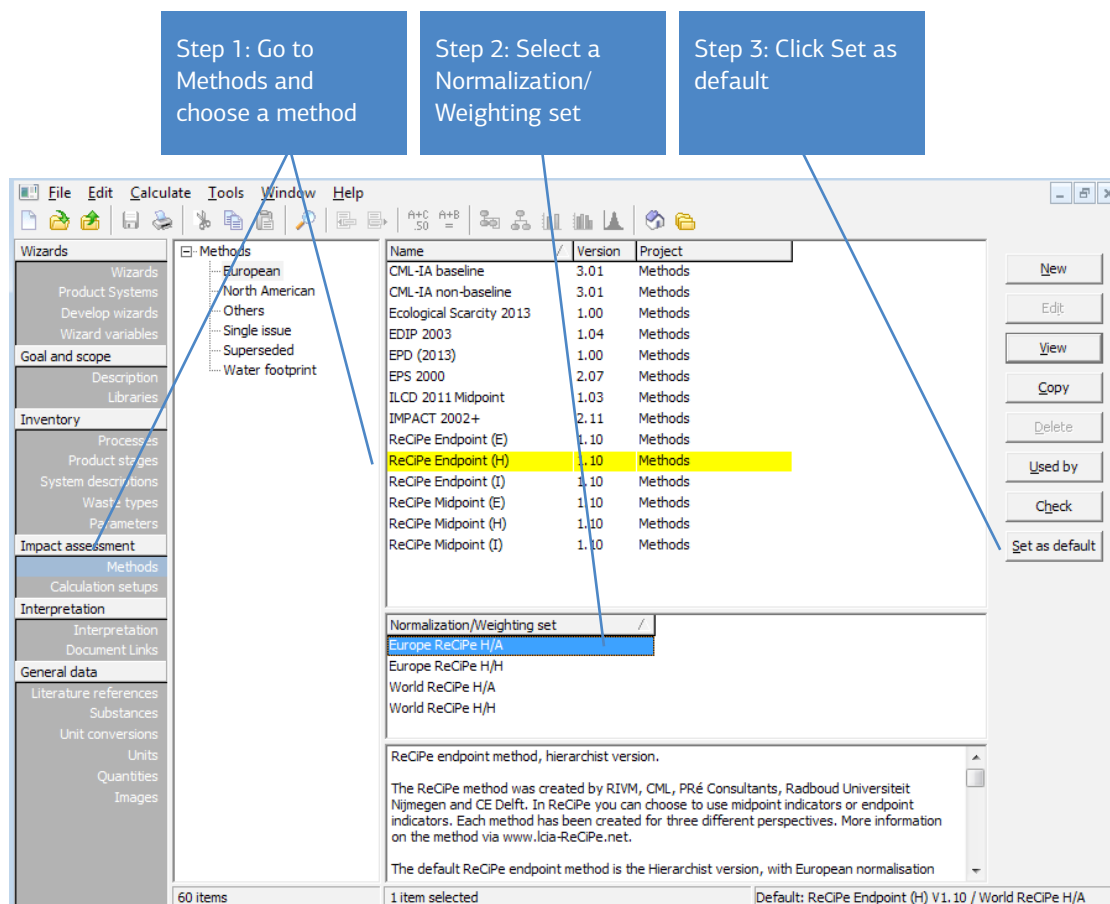 Step 1: Go to
Methods and
choose a method
Step 2: Select a
Normalization/
Weighting set
Step 3: Click Set as
default
File Edit Calculate Tools Window Help
A+C
.50
A+B
=
Wizards
Wizards
Product Systems
Develop wizards
Wizard variables
Goal and scope
Description
Libraries
Inventory
Processes
Product stages
System descriptions
Waste types
Parameters
Impact assessment
Methods
Calculation setups
Interpretation
Interpretation
Document Links
General data
Literature references
Substances
Unit conversions
Units
Quantities
Images
Methods
European
North American
Others
Single issue
Superseded
Water footprint
Name / Version Project
CML-IA baseline 3.01 Methods
CML-IA non-baseline 3.01 Methods
Ecological Scarcity 2013 1.00 Methods
EDIP 2003 1.04 Methods
EPD (2013) 1.00 Methods
EPS 2000 2.07 Methods
ILCD 2011 Midpoint 1.03 Methods
IMPACT 2002+ 2.11 Methods
ReCiPe Endpoint (E) 1.10 Methods
ReCiPe Endpoint (H) 1.10 Methods
ReCiPe Endpoint (I) 1.10 Methods
ReCiPe Midpoint (E) 1.10 Methods
ReCiPe Midpoint (H) 1.10 Methods
ReCiPe Midpoint (I) 1.10 Methods
Normalization/Weighting set /
Europe ReCiPe H/A
Europe ReCiPe H/H
World ReCiPe H/A
World ReCiPe H/H
ReCiPe endpoint method, hierarchist version.
The ReCiPe method was created by RIVM, CML, PRé Consultants, Radboud Universiteit
Nijmegen and CE Delft. In ReCiPe you can choose to use midpoint indicators or endpoint
indicators. Each method has been created for three different perspectives. More information
on the method via www.lcia-ReCiPe.net.
The default ReCiPe endpoint method is the Hierarchist version, with European normalisation
New
Edit
View
Copy
Delete
Used by
Check
Set as default
60 items
1 item selected
Default: ReCiPe Endpoint (H) V1.10 / World ReCiPe H/A